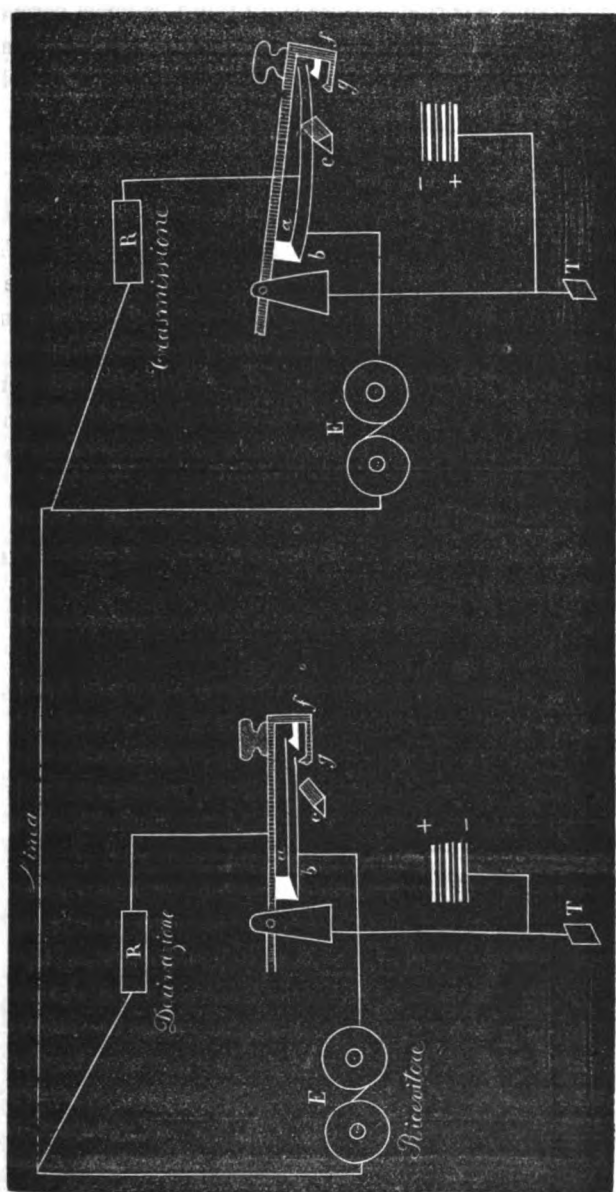 Linea
R
Derivazione
f
a
g
b
c
+
−
E
Ricevitore
T
R
Trasmissione
f
a
g
c
b
−
+
E
T